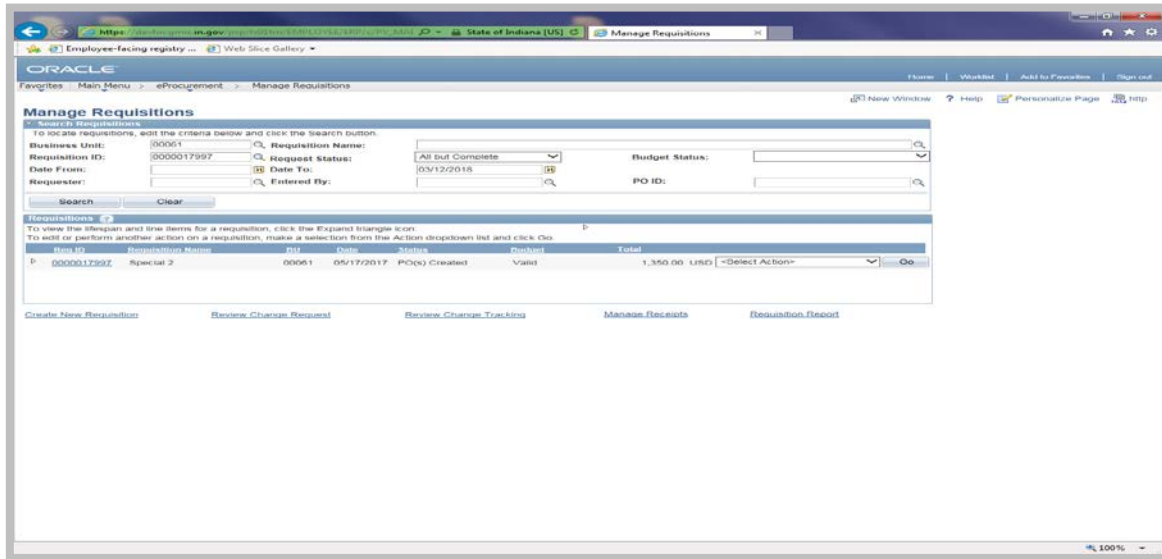 https State of Indiana [US] Manage Requisitions
Employee-facing registry ... Web Slice Gallery
ORACLE
Home | Worklist | Add to Favorites | Sign out
Favorites Main Menu > eProcurement > Manage Requisitions
New Window ? Help Personalize Page http
Manage Requisitions
Search Requisitions
To locate requisitions, edit the criteria below and click the Search button.
Business Unit: 00061 Requisition Name:
Requisition ID: 0000017997 Request Status: All but Complete Budget Status:
Date From: Date To: 03/12/2018
Requester: Entered By: PO ID:
Search Clear
Requisitions ?
To view the lifespan and line items for a requisition, click the Expand triangle icon.
To edit or perform another action on a requisition, make a selection from the Action dropdown list and click Go.
Req ID Requisition Name BU Date Status Budget Total
0000017997 Special 2 00061 05/17/2017 PO(s) Created Valid 1,350.00 USD <Select Action> Go
Create New Requisition Review Change Request Review Change Tracking Manage Receipts Requisition Report
100%